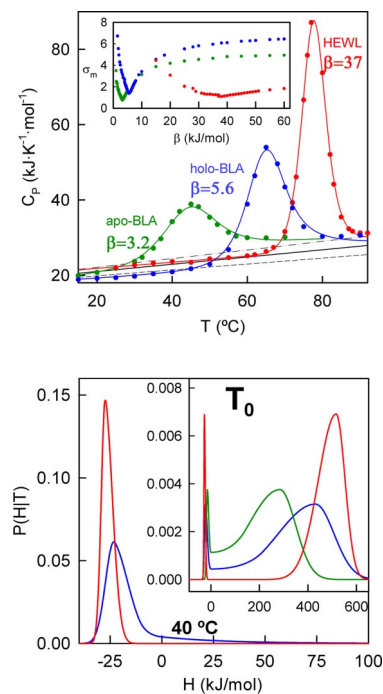 HEWL
β=37
holo-BLA
β=5.6
apo-BLA
β=3.2
C_P (kJ·K⁻¹·mol⁻¹)
80
60
40
20
20 40 60 80
T (ºC)
σ_m
8
6
4
2
0
0 10 20 30 40 50 60
β (kJ/mol)
P(H|T)
0.15
0.10
0.05
0.00
-25 0 25 50 75 100
H (kJ/mol)
40 ºC
T₀
0.008
0.006
0.004
0.002
0.000
0 200 400 600